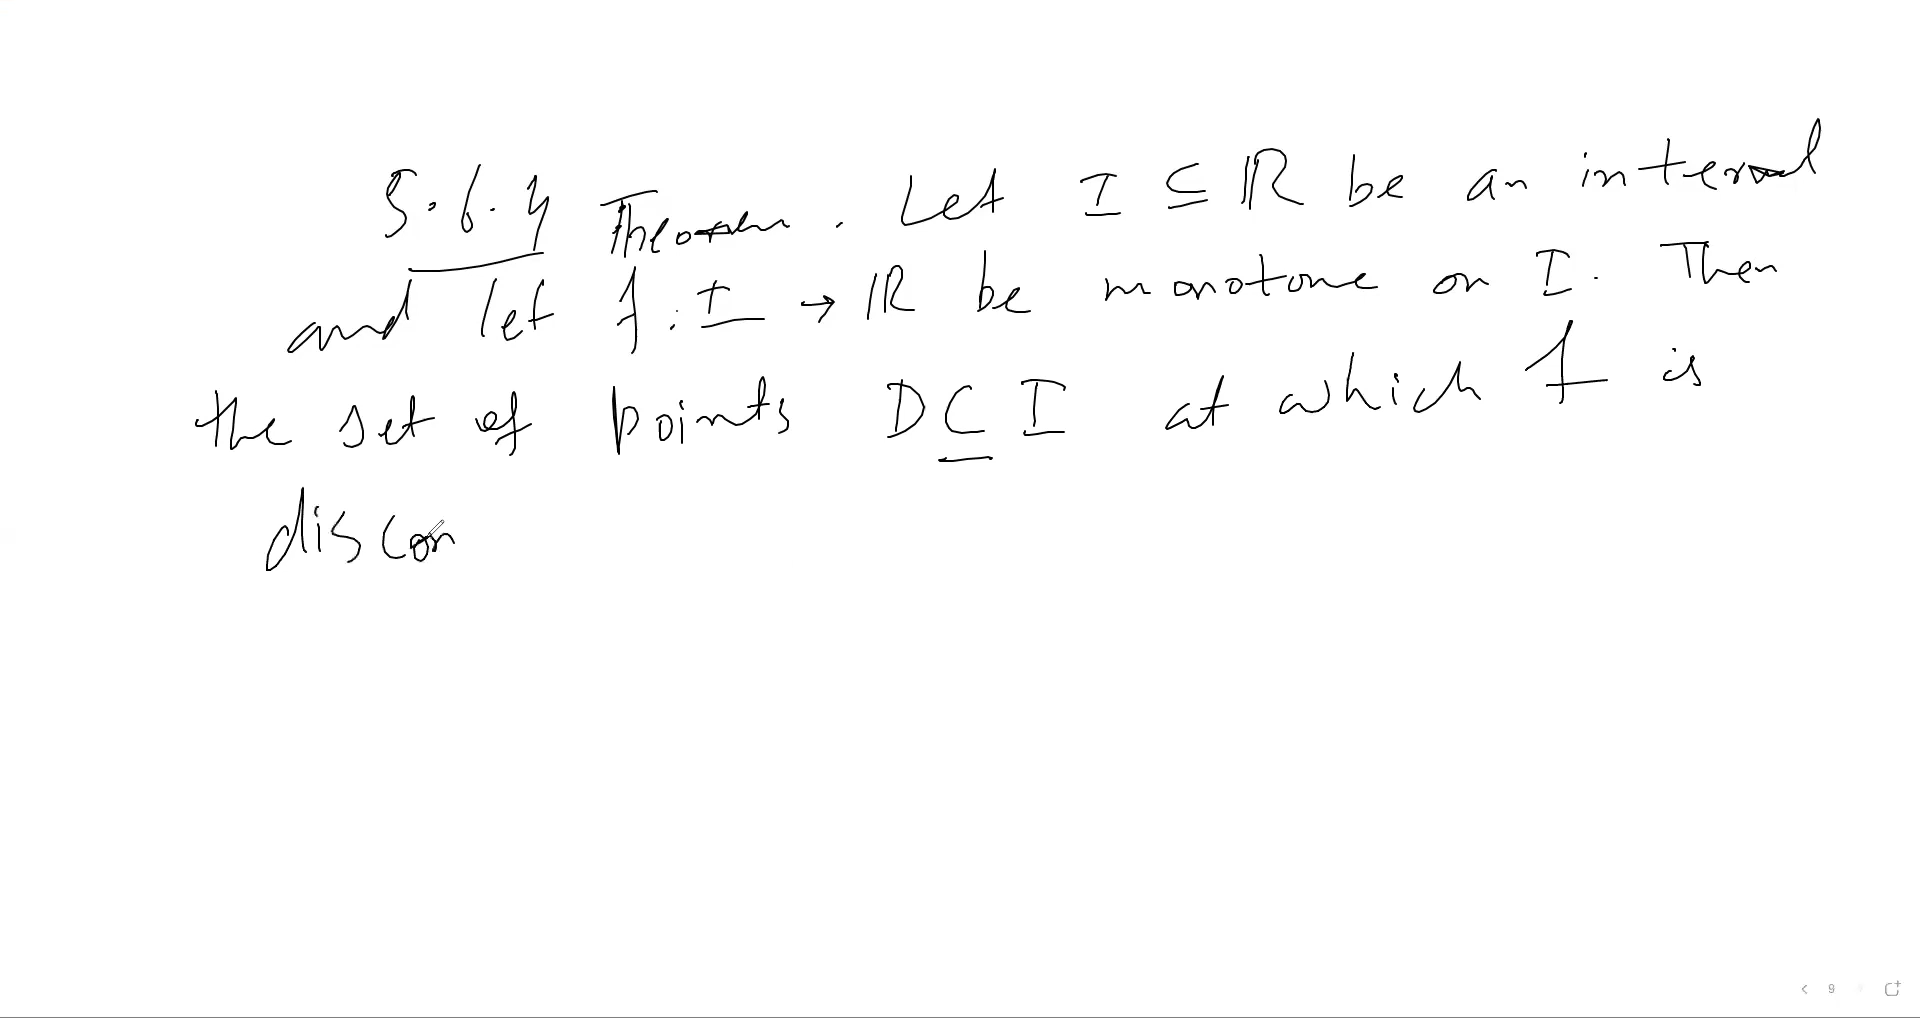 5.6.4 Theorem. Let I ⊆ ℝ be an interval
and let f: I → ℝ be monotone on I. Then
the set of points D ⊆ I at which f is
discon
9